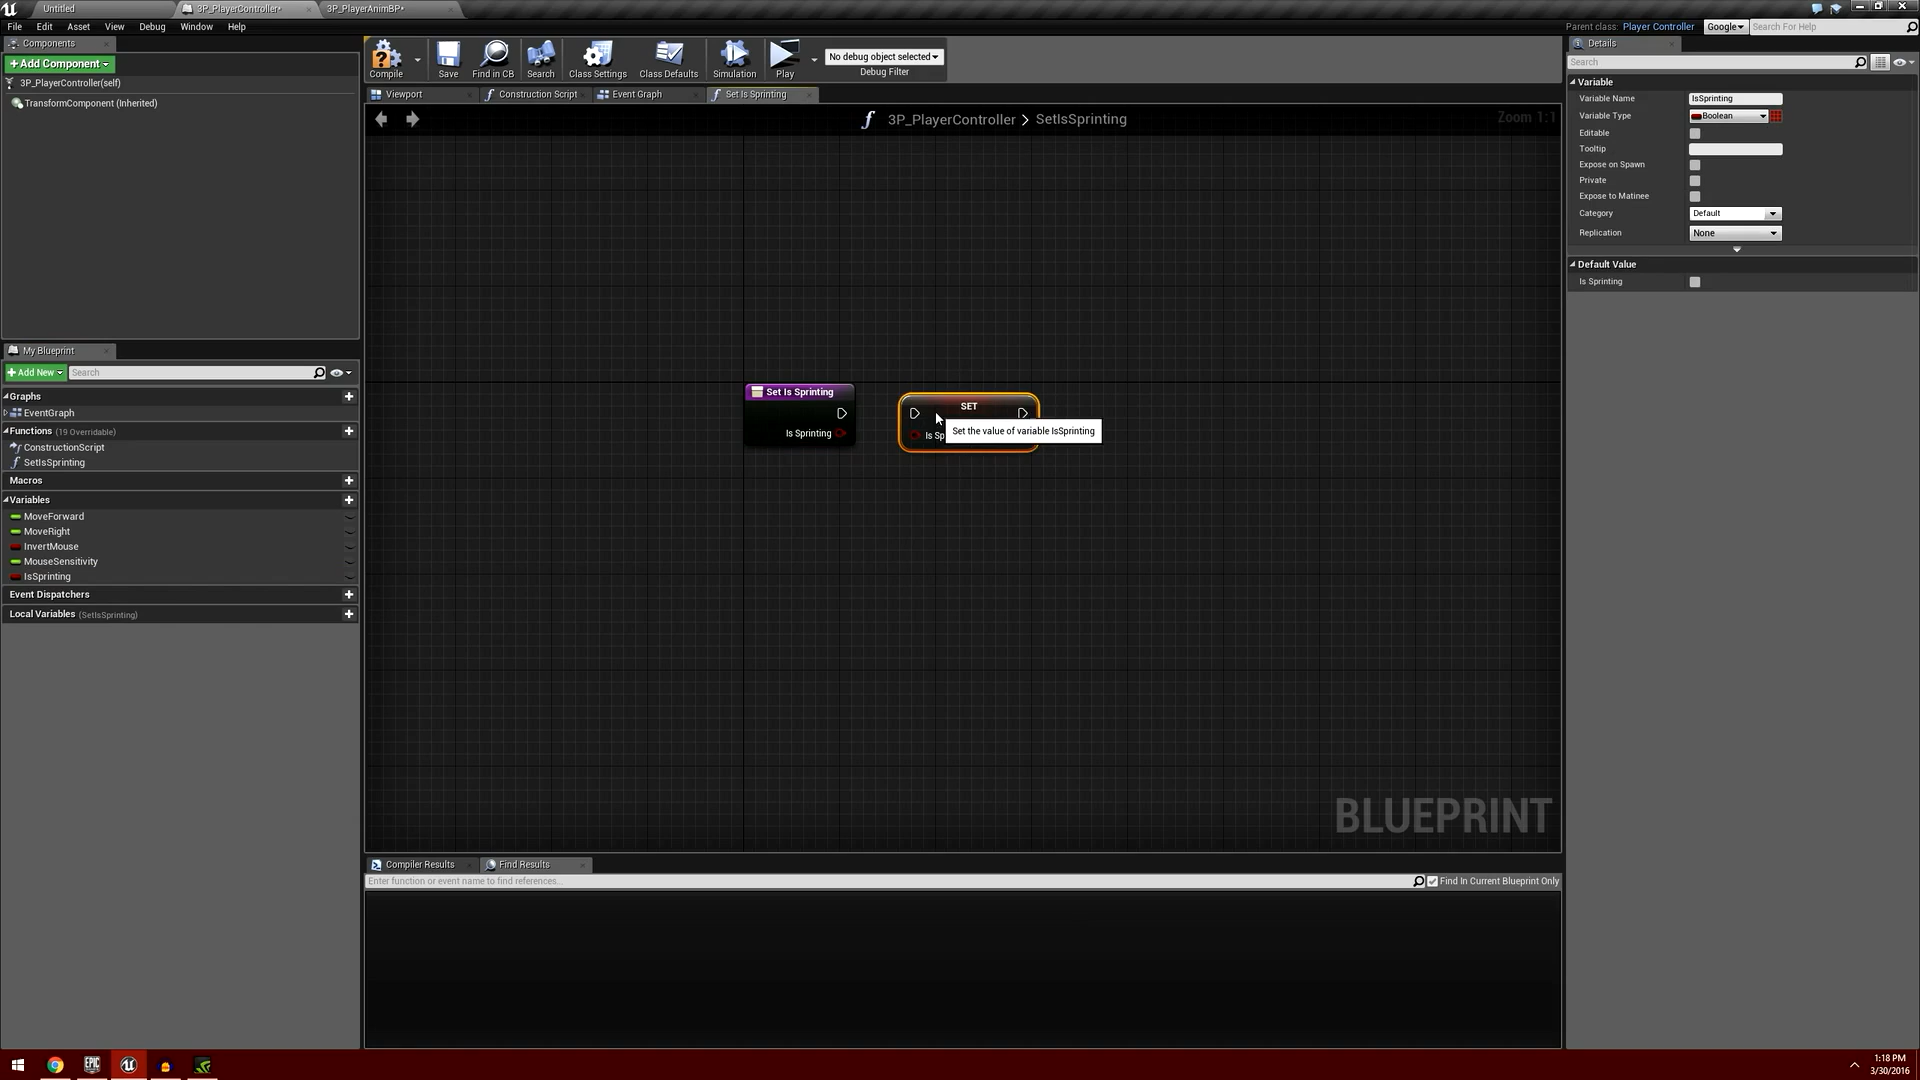 Untitled
3P_PlayerController*
3P_PlayerAnimBP*
File Edit Asset View Debug Window Help
Parent class: Player Controller
Google
Search For Help
Components
+Add Component
3P_PlayerController(self)
TransformComponent (Inherited)
Compile
Save
Find in CB
Search
Class Settings
Class Defaults
Simulation
Play
No debug object selected
Debug Filter
Viewport
Construction Script
Event Graph
Set Is Sprinting
3P_PlayerController > SetIsSprinting
Zoom 1:1
Set Is Sprinting
Is Sprinting
SET
Is Sp
Set the value of variable IsSprinting
BLUEPRINT
My Blueprint
+Add New
Search
Graphs
EventGraph
Functions (19 Overridable)
ConstructionScript
SetIsSprinting
Macros
Variables
MoveForward
MoveRight
InvertMouse
MouseSensitivity
IsSprinting
Event Dispatchers
Local Variables (SetIsSprinting)
Compiler Results
Find Results
Enter function or event name to find references...
Find In Current Blueprint Only
Details
Search
Variable
Variable Name IsSprinting
Variable Type Boolean
Editable
Tooltip
Expose on Spawn
Private
Expose to Matinee
Category Default
Replication None
Default Value
Is Sprinting
EPIC
1:18 PM
3/30/2016